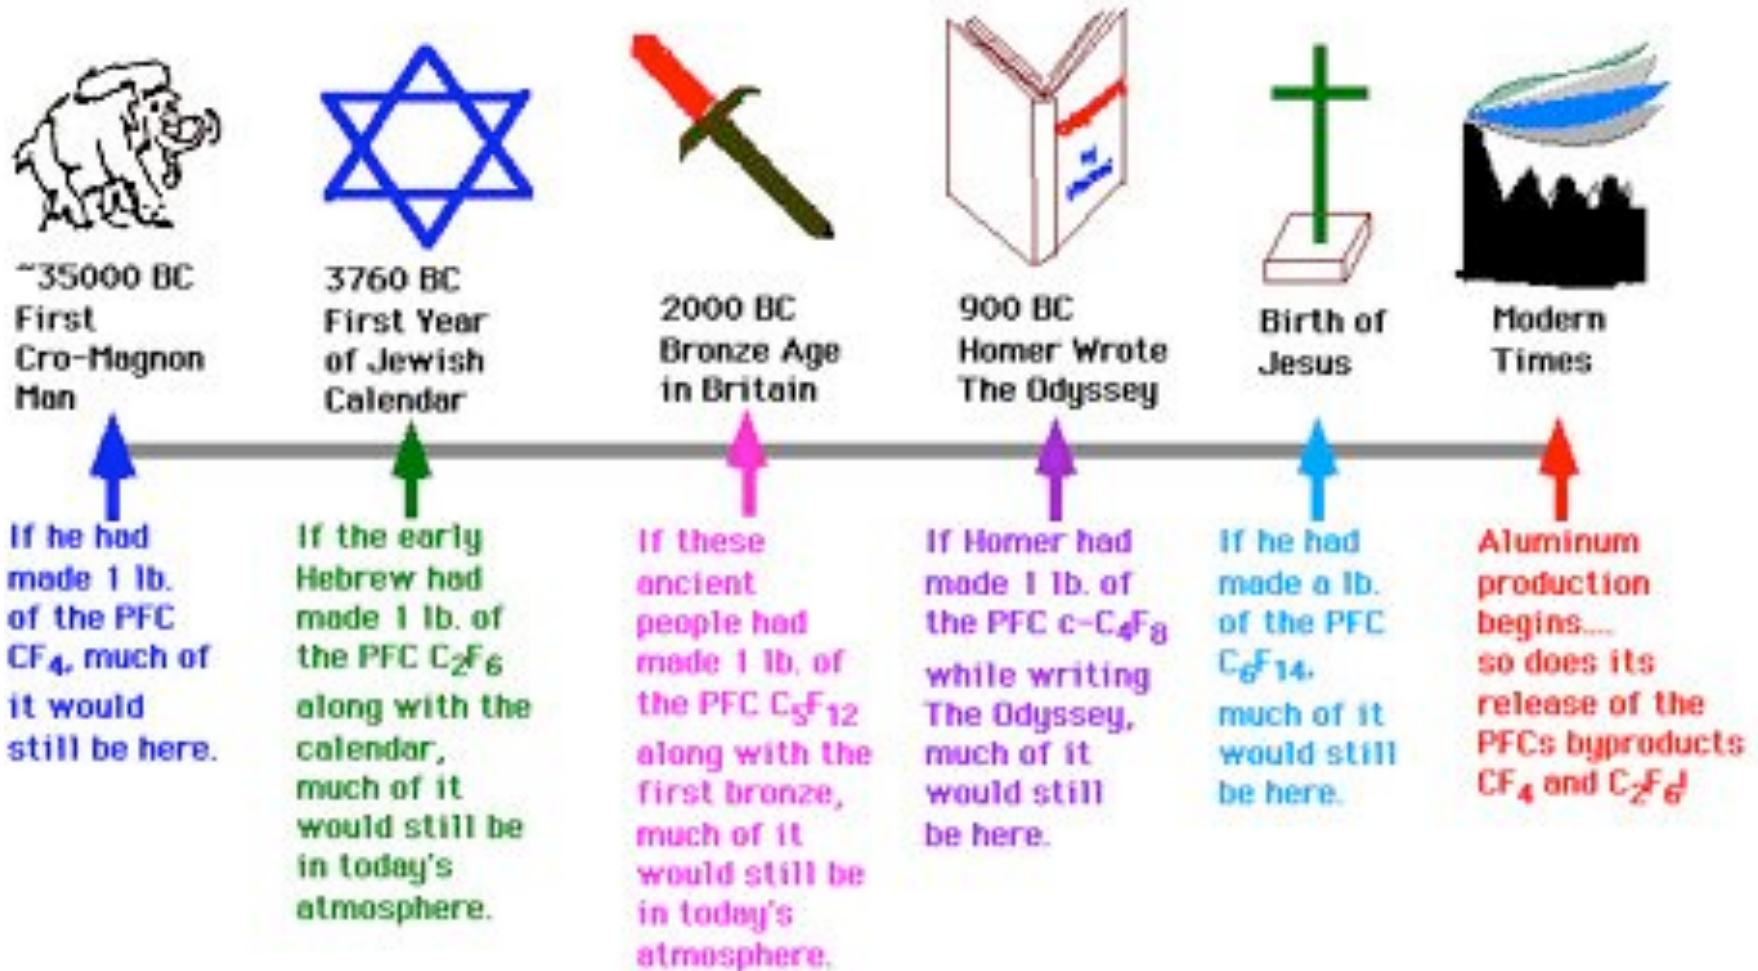 ~35000 BC
First
Cro-Magnon
Man
3760 BC
First Year
of Jewish
Calendar
2000 BC
Bronze Age
in Britain
900 BC
Homer Wrote
The Odyssey
Birth of
Jesus
Modern
Times
If he had
made 1 lb.
of the PFC
CF₄, much of
it would
still be here.
If the early
Hebrew had
made 1 lb. of
the PFC C₂F₆
along with the
calendar,
much of it
would still be
in today's
atmosphere.
If these
ancient
people had
made 1 lb. of
the PFC C₅F₁₂
along with the
first bronze,
much of it
would still be
in today's
atmosphere.
If Homer had
made 1 lb. of
the PFC c-C₄F₈
while writing
The Odyssey,
much of it
would still
be here.
If he had
made a lb.
of the PFC
C₆F₁₄,
much of it
would still
be here.
Aluminum
production
begins....
so does its
release of the
PFCs byproducts
CF₄ and C₂F₆!